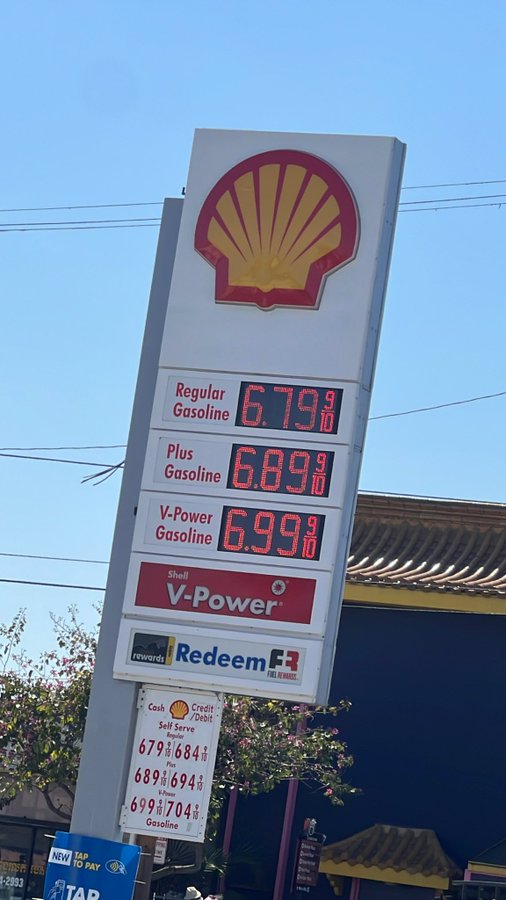 Regular
Gasoline
6.79 9/10
Plus
Gasoline
6.89 9/10
V-Power
Gasoline
6.99 9/10
Shell
V-Power
rewards Redeem FR
FUEL REWARDS
Cash Credit
/Debit
Self Serve
Regular
679 9/10 684 9/10
Plus
689 9/10 694 9/10
V-Power
699 9/10 704 9/10
Gasoline
NEW TAP
TO PAY
TAP
-2993